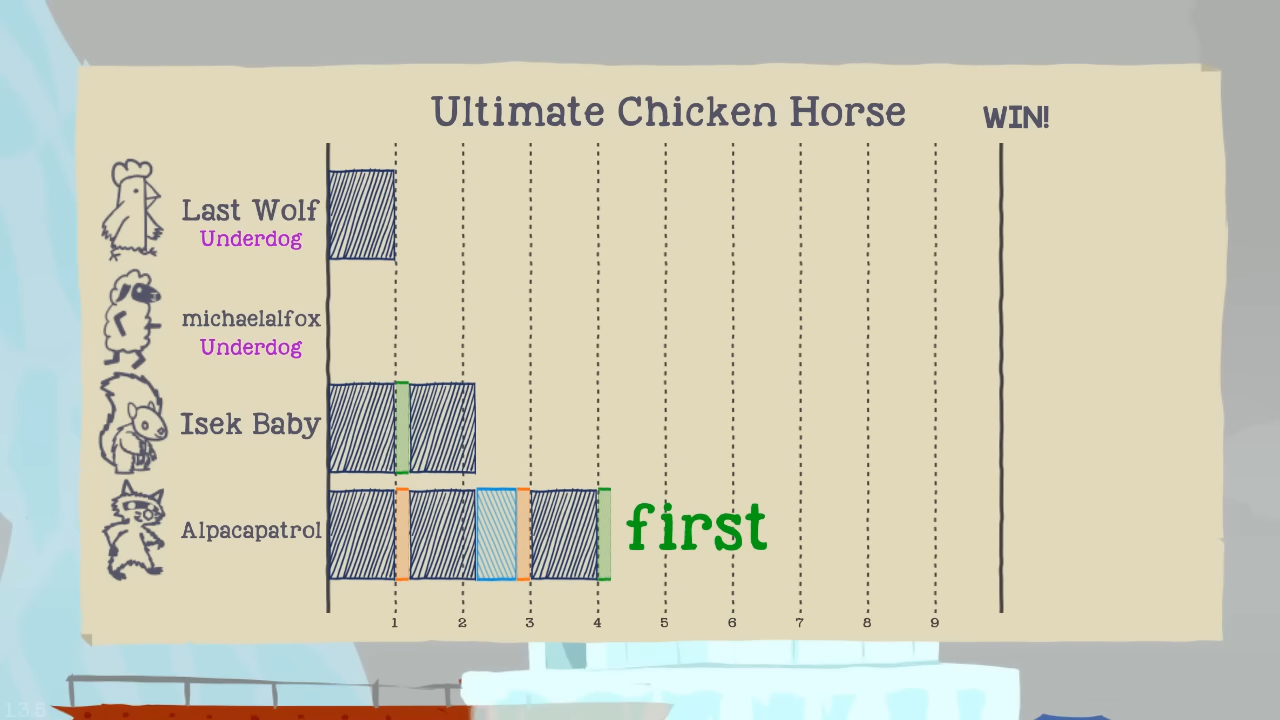 Ultimate Chicken Horse
WIN!
Last Wolf
Underdog
michaelalfox
Underdog
Isek Baby
Alpacapatrol
first
1 2 3 4 5 6 7 8 9